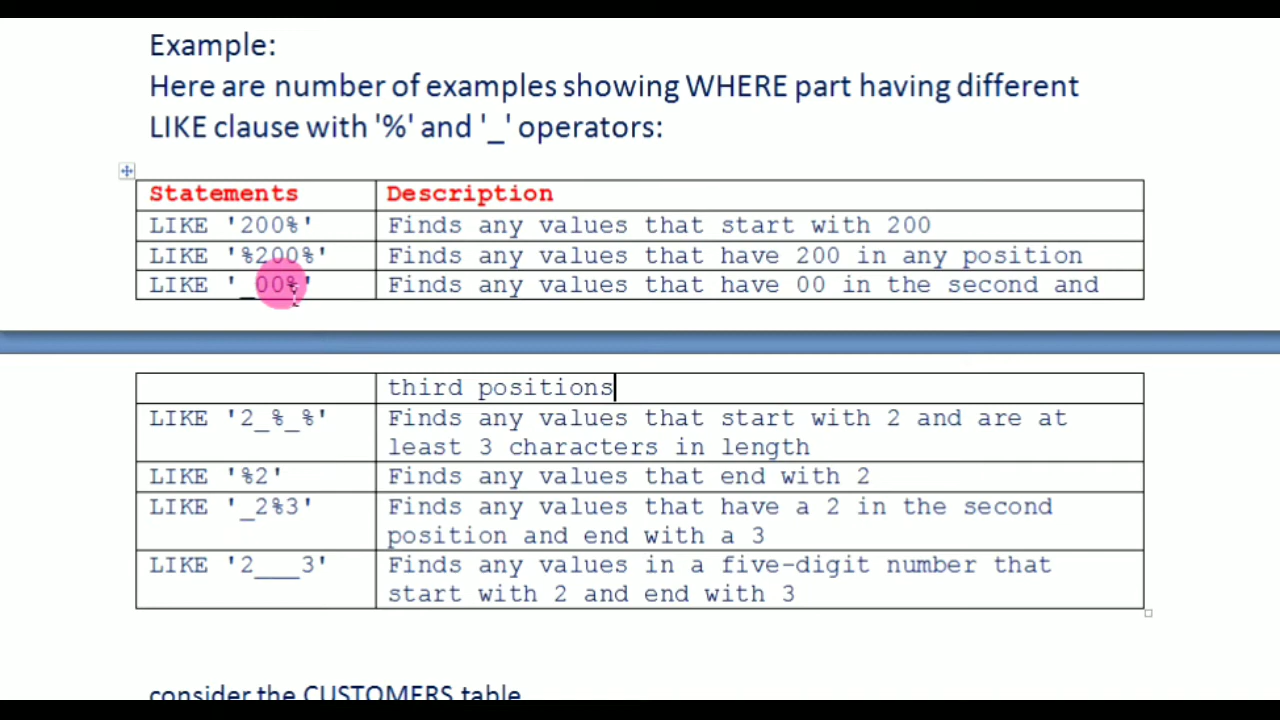 Example:
Here are number of examples showing WHERE part having different
LIKE clause with '%' and '_' operators:
Statements Description
LIKE '200%' Finds any values that start with 200
LIKE '%200%' Finds any values that have 200 in any position
LIKE '_00%' Finds any values that have 00 in the second and
third positions
LIKE '2_%_%' Finds any values that start with 2 and are at
least 3 characters in length
LIKE '%2' Finds any values that end with 2
LIKE '_2%3' Finds any values that have a 2 in the second
position and end with a 3
LIKE '2___3' Finds any values in a five-digit number that
start with 2 and end with 3
consider the CUSTOMERS table